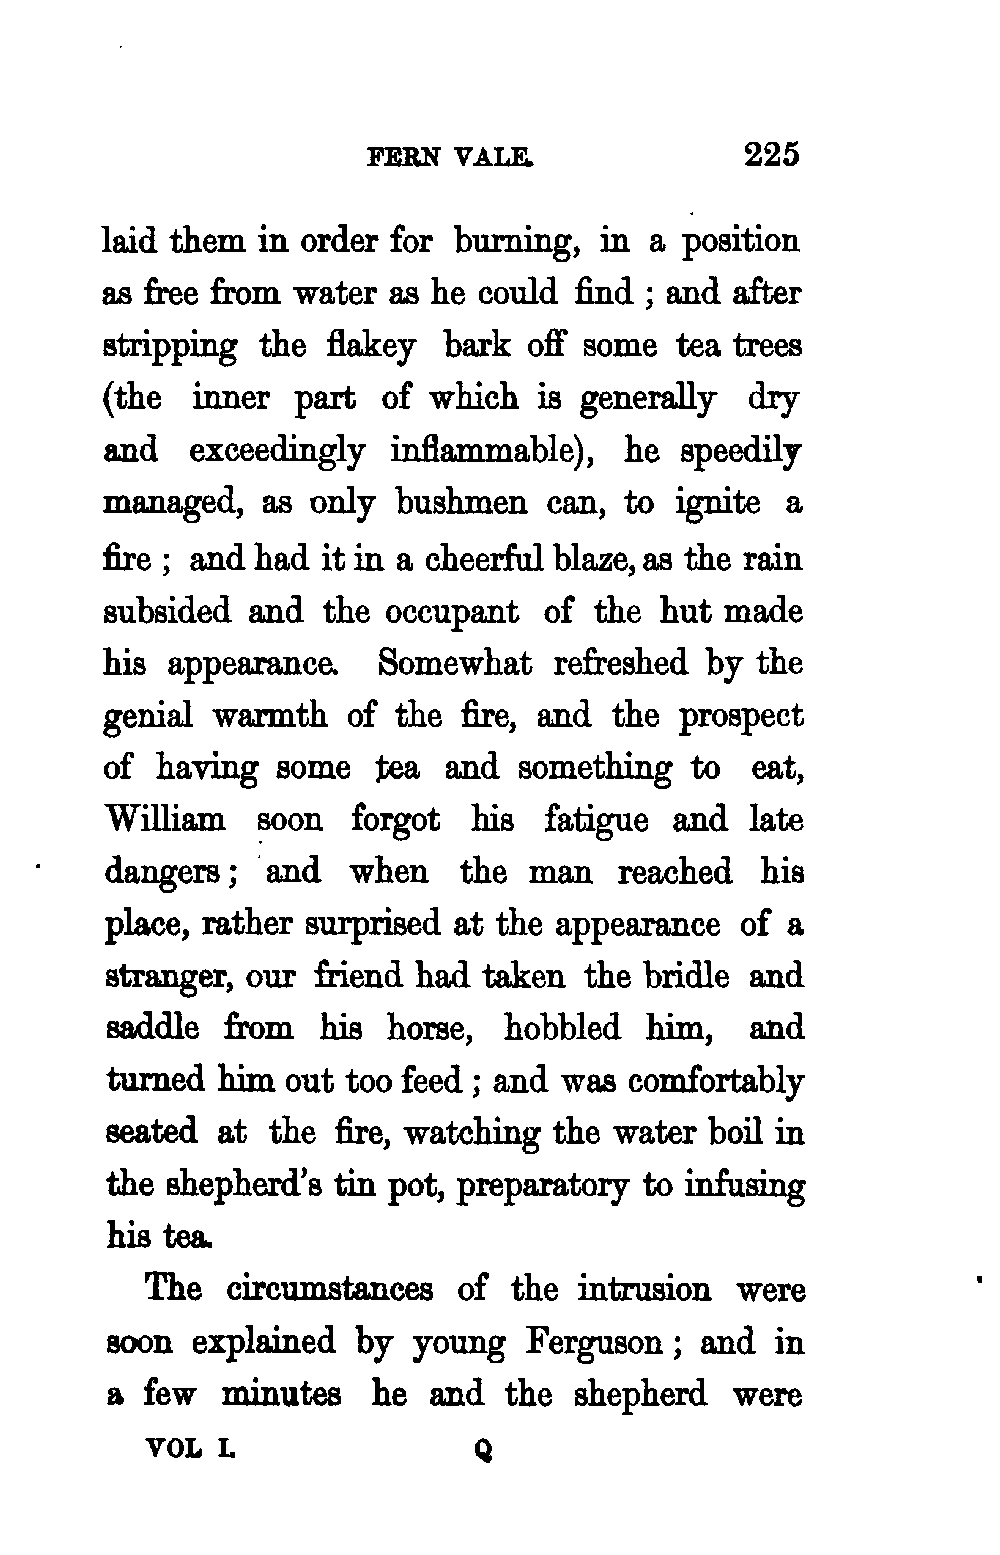 FERN VALE. 225
laid them in order for burning, in a position
as free from water as he could find ; and after
stripping the flakey bark off some tea trees
(the inner part of which is generally dry
and exceedingly inflammable), he speedily
managed, as only bushmen can, to ignite a
fire ; and had it in a cheerful blaze, as the rain
subsided and the occupant of the hut made
his appearance. Somewhat refreshed by the
genial warmth of the fire, and the prospect
of having some tea and something to eat,
William soon forgot his fatigue and late
dangers ; and when the man reached his
place, rather surprised at the appearance of a
stranger, our friend had taken the bridle and
saddle from his horse, hobbled him, and
turned him out too feed ; and was comfortably
seated at the fire, watching the water boil in
the shepherd's tin pot, preparatory to infusing
his tea.
The circumstances of the intrusion were
soon explained by young Ferguson ; and in
a few minutes he and the shepherd were
VOL I. Q